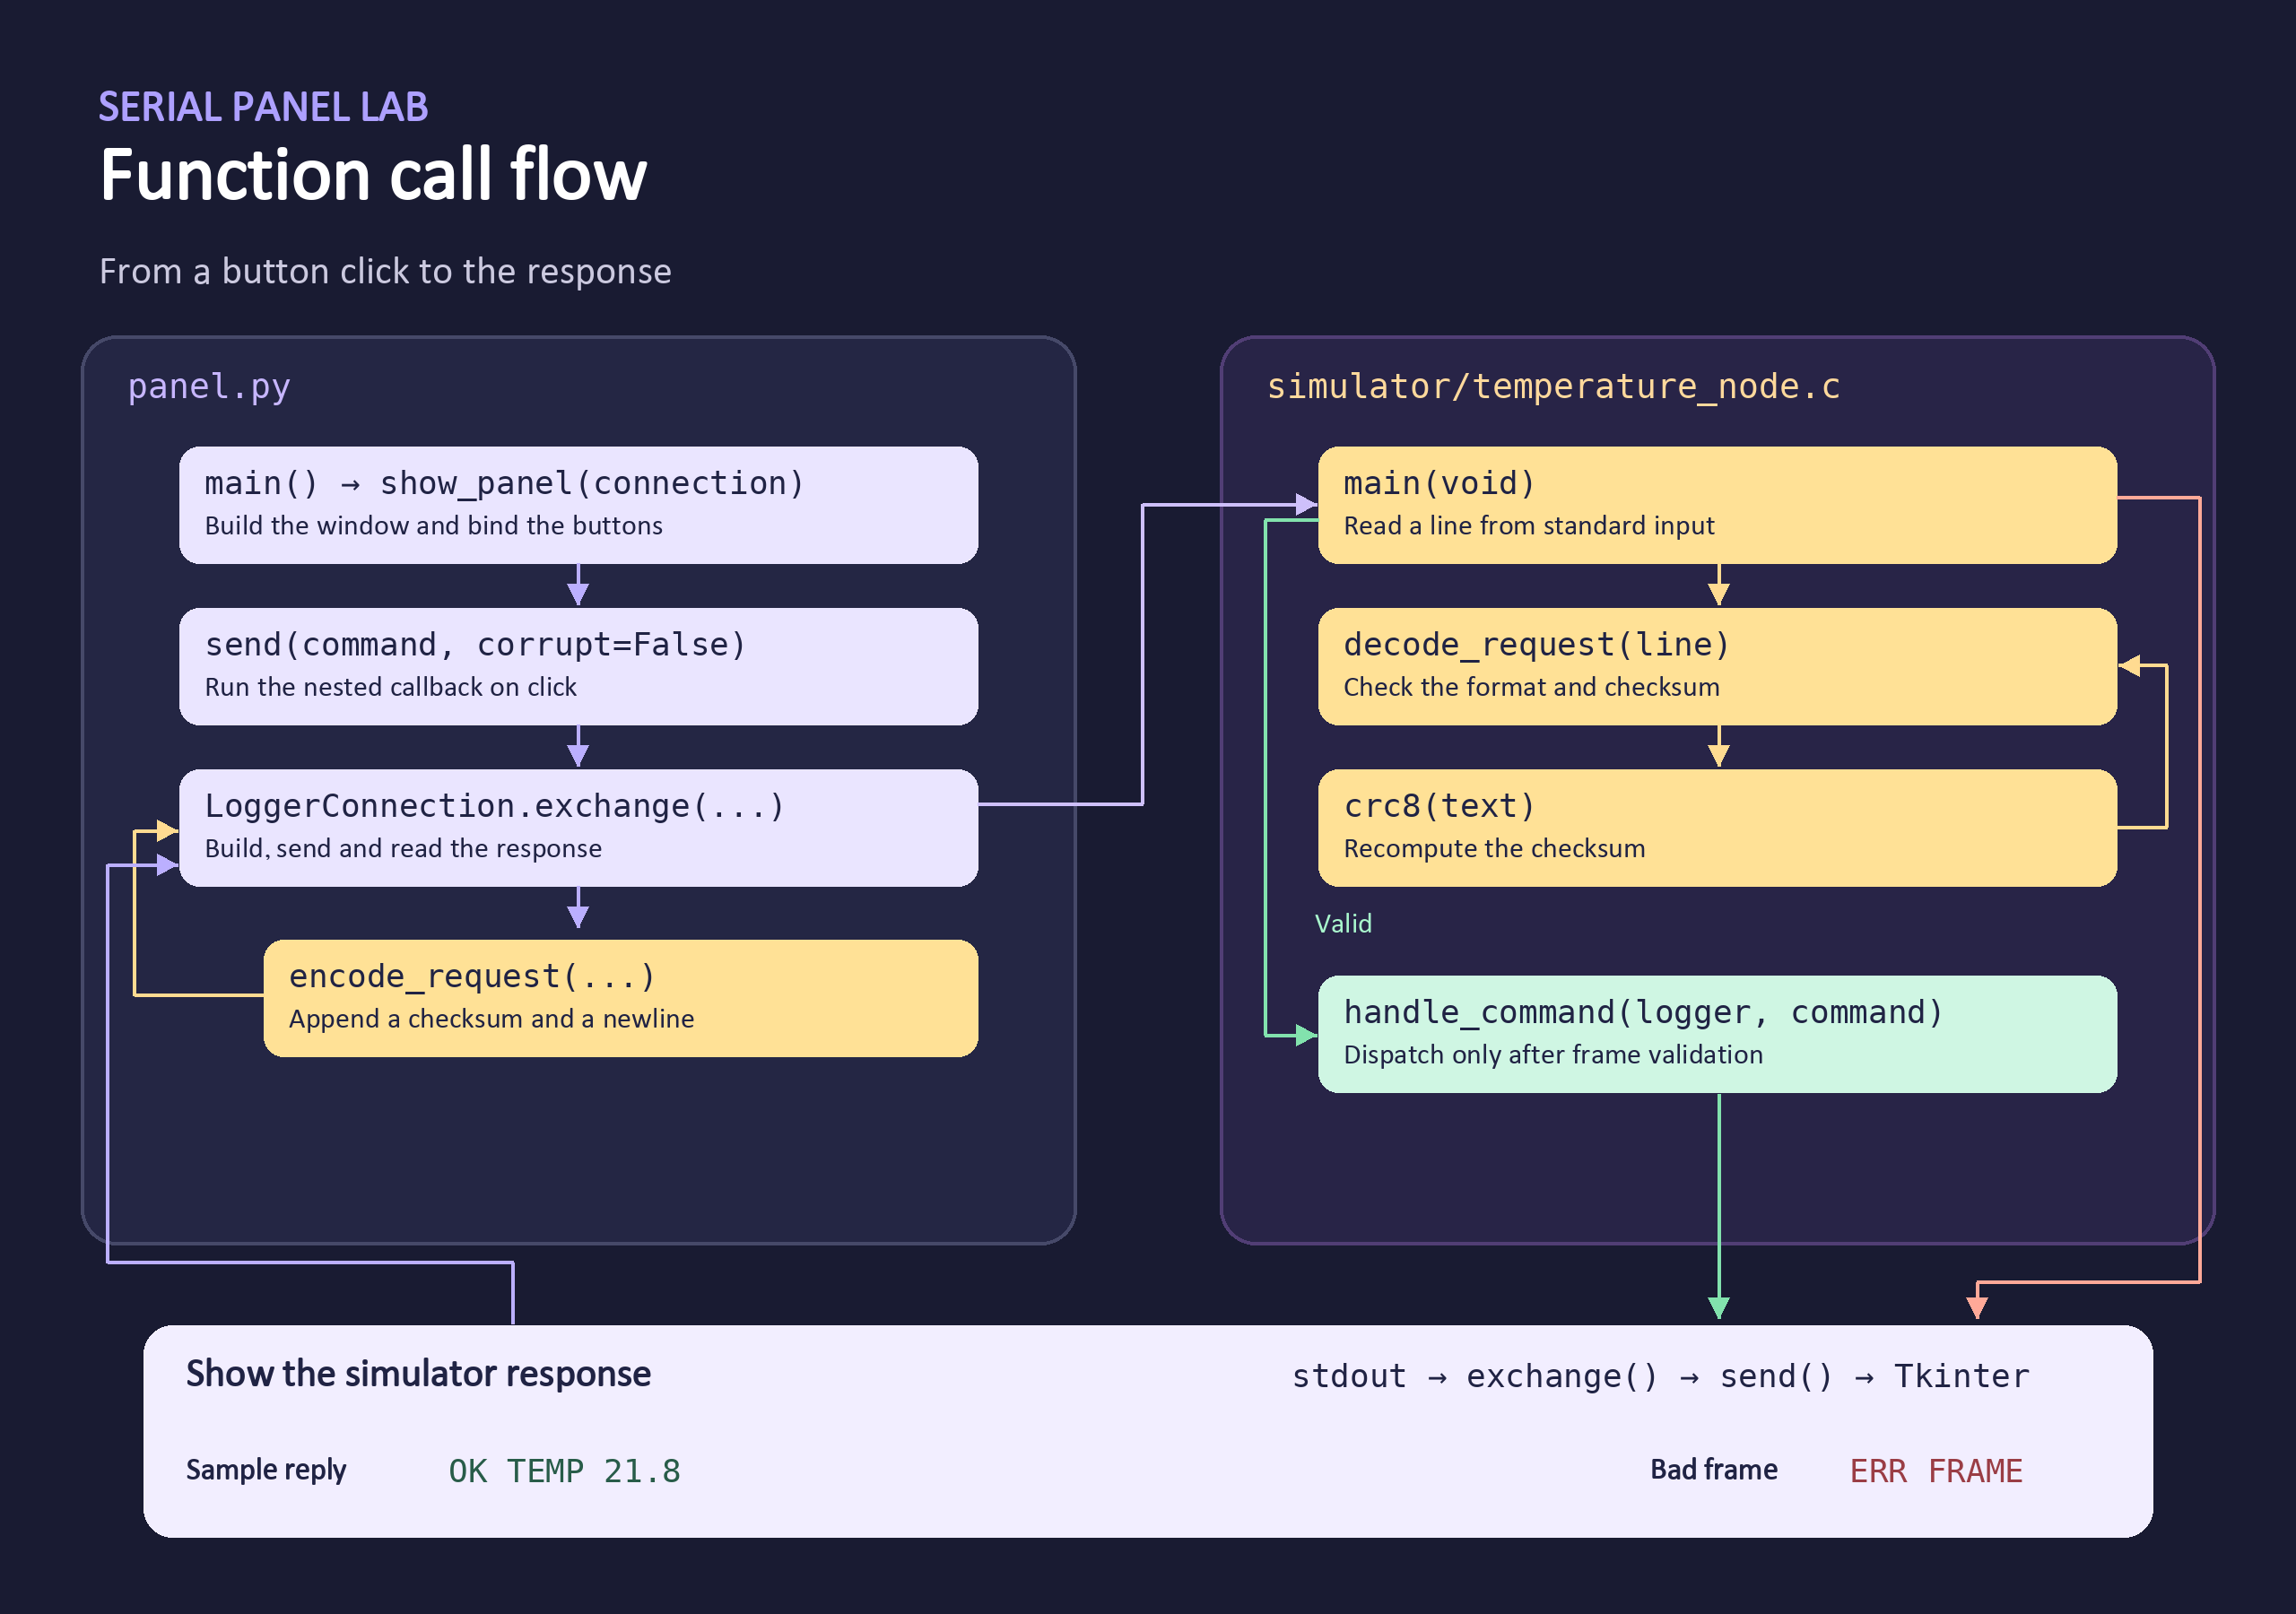 SERIAL PANEL LAB
Function call flow
From a button click to the response
panel.py
main() → show_panel(connection)
Build the window and bind the buttons
send(command, corrupt=False)
Run the nested callback on click
LoggerConnection.exchange(...)
Build, send and read the response
encode_request(...)
Append a checksum and a newline
simulator/temperature_node.c
main(void)
Read a line from standard input
decode_request(line)
Check the format and checksum
crc8(text)
Recompute the checksum
Valid
handle_command(logger, command)
Dispatch only after frame validation
Show the simulator response
stdout → exchange() → send() → Tkinter
Sample reply OK TEMP 21.8
Bad frame ERR FRAME